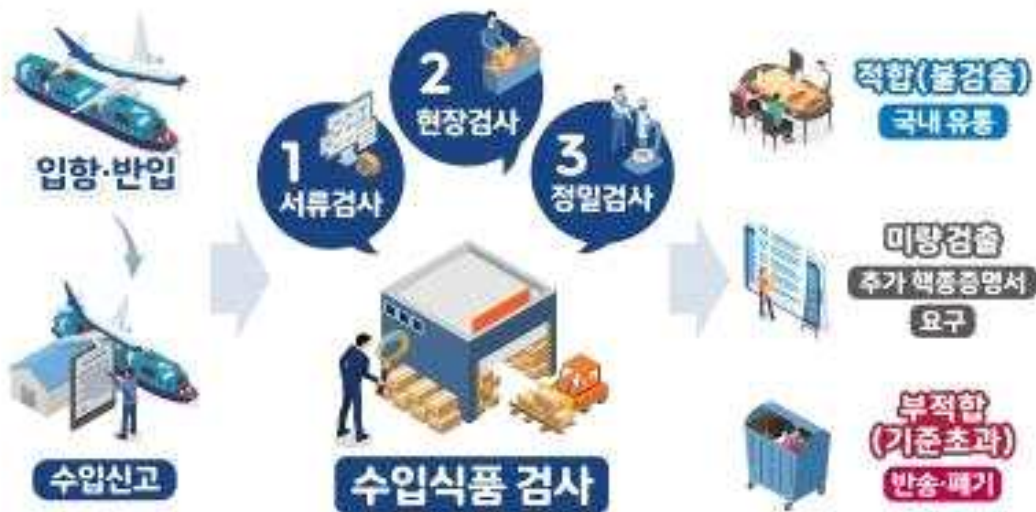 입항·반입
수입신고
1
서류검사
2
현장검사
3
정밀검사
수입식품 검사
적합(불검출)
국내 유통
미량검출
추가 핵종증명서
요구
부적합
(기준초과)
반송·폐기